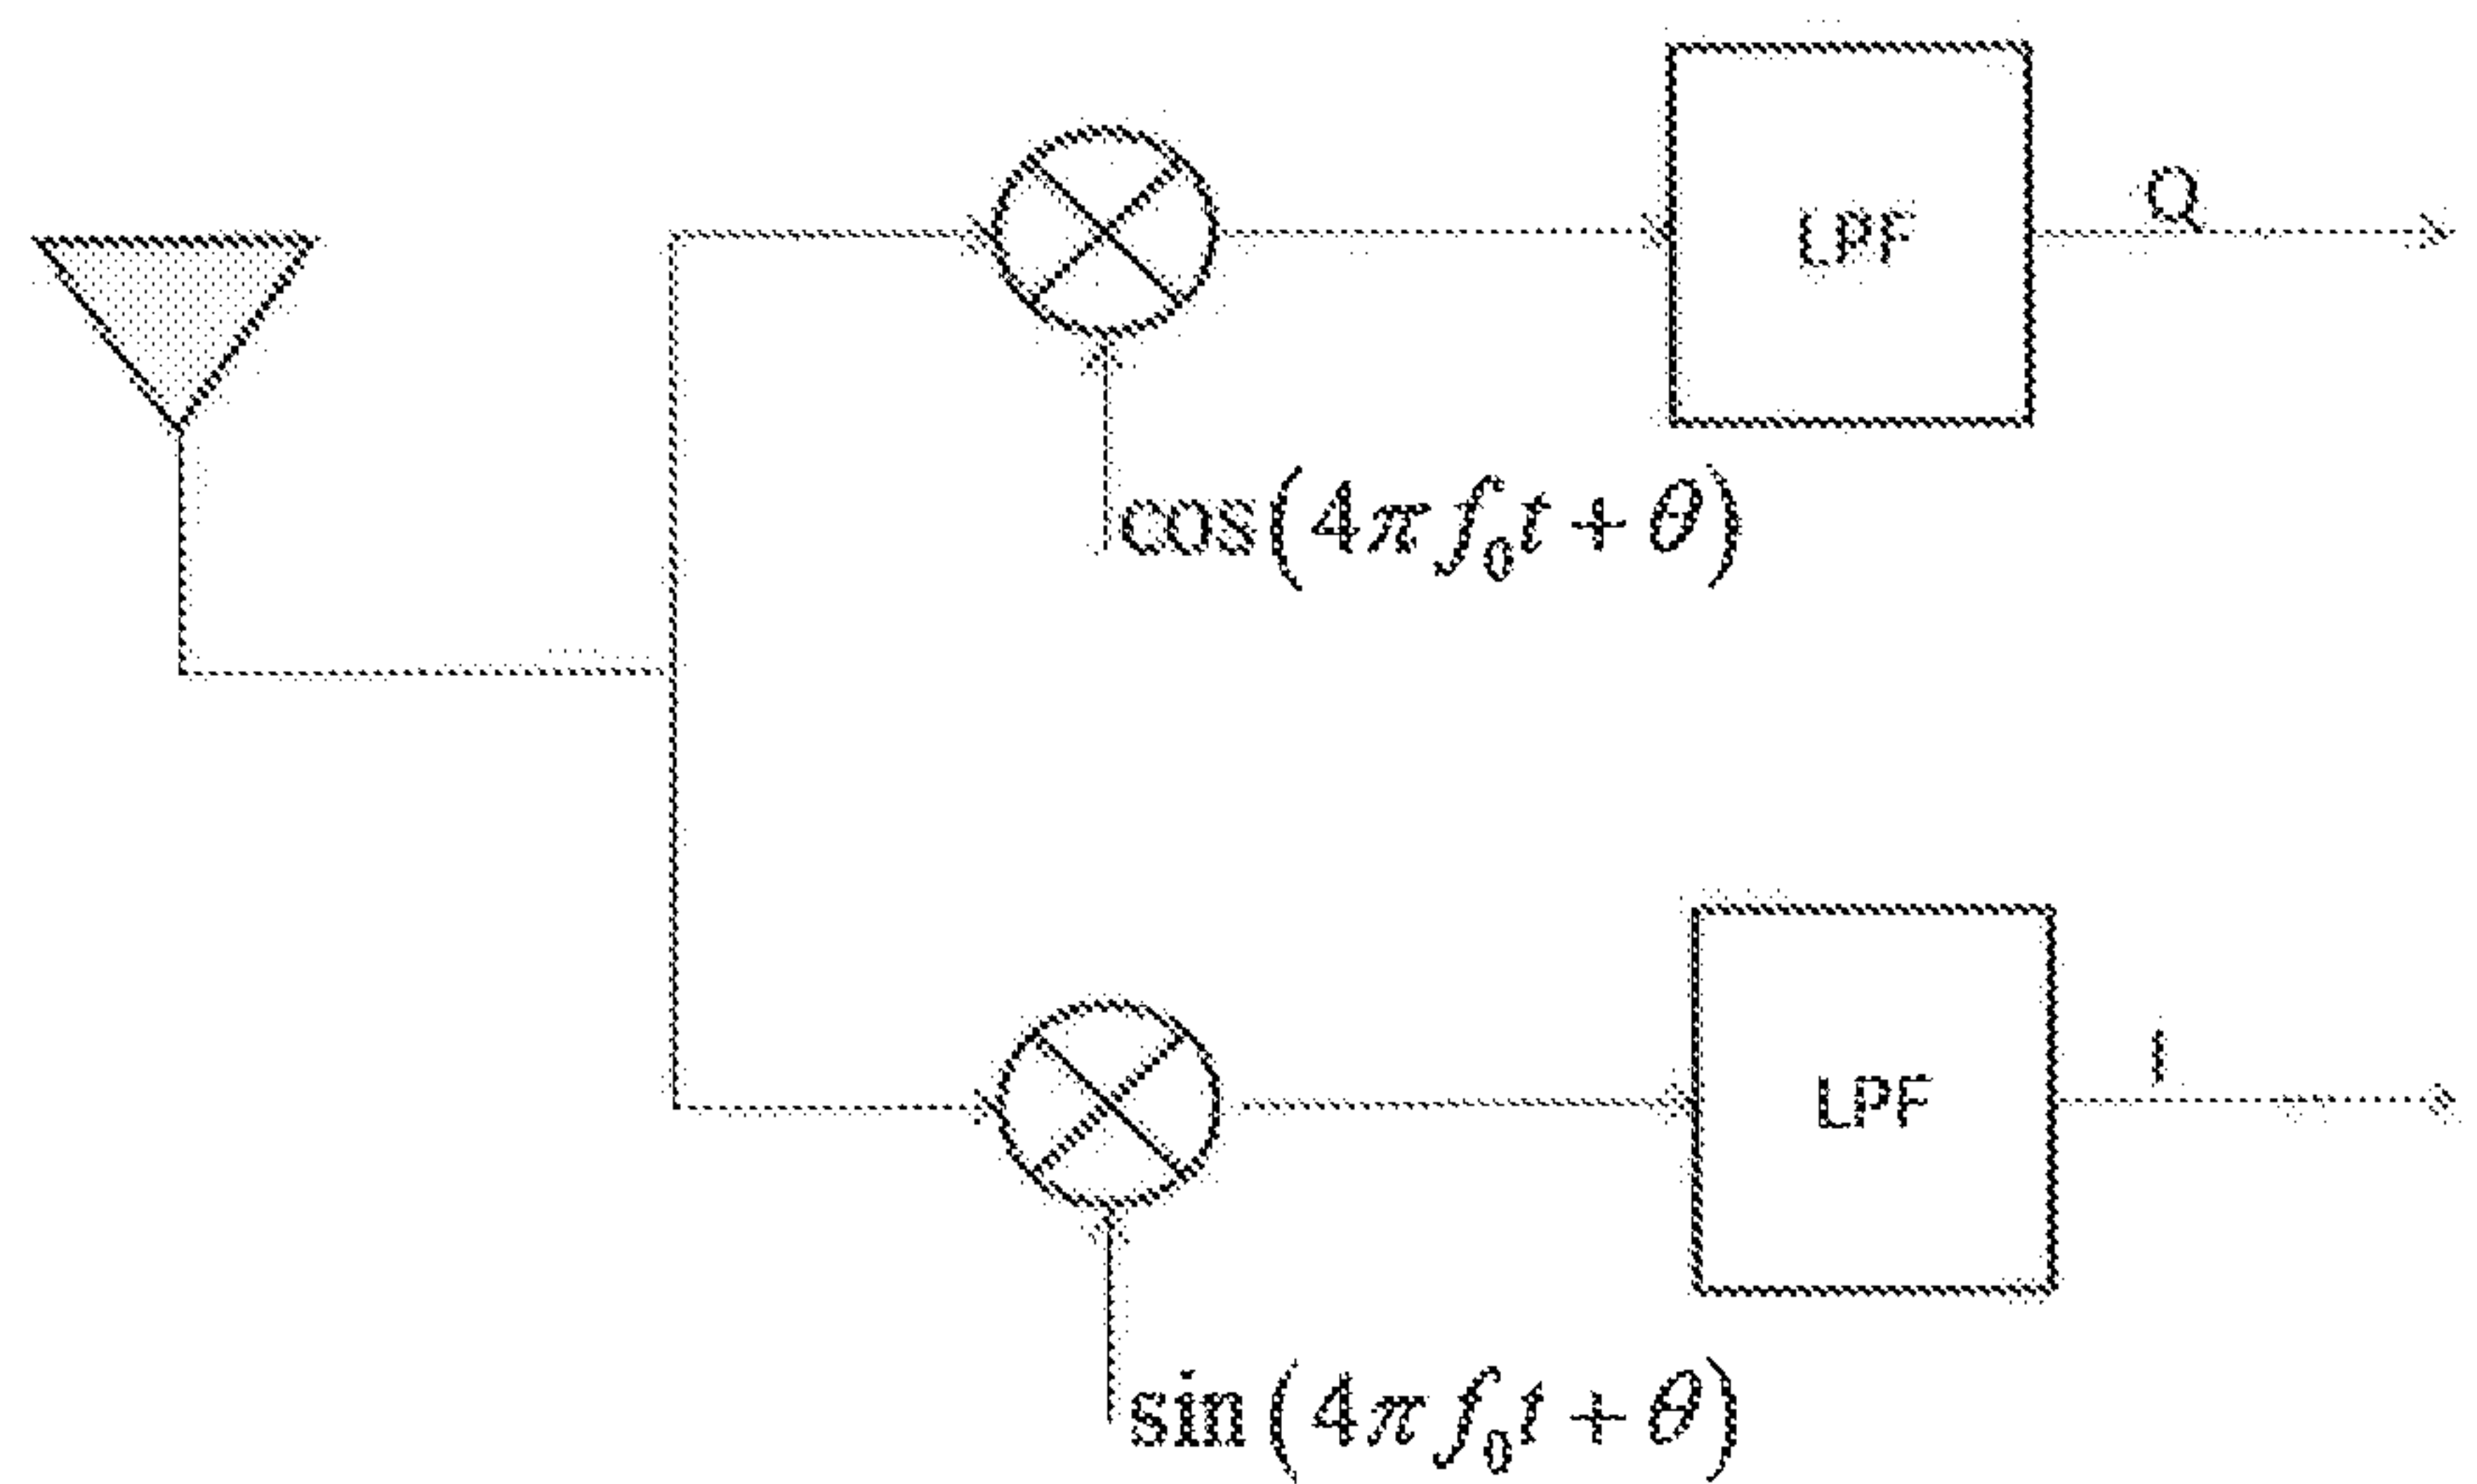 Q
LPF
cos(4πf₀t + θ)
I
LPF
sin(4πf₀t + θ)